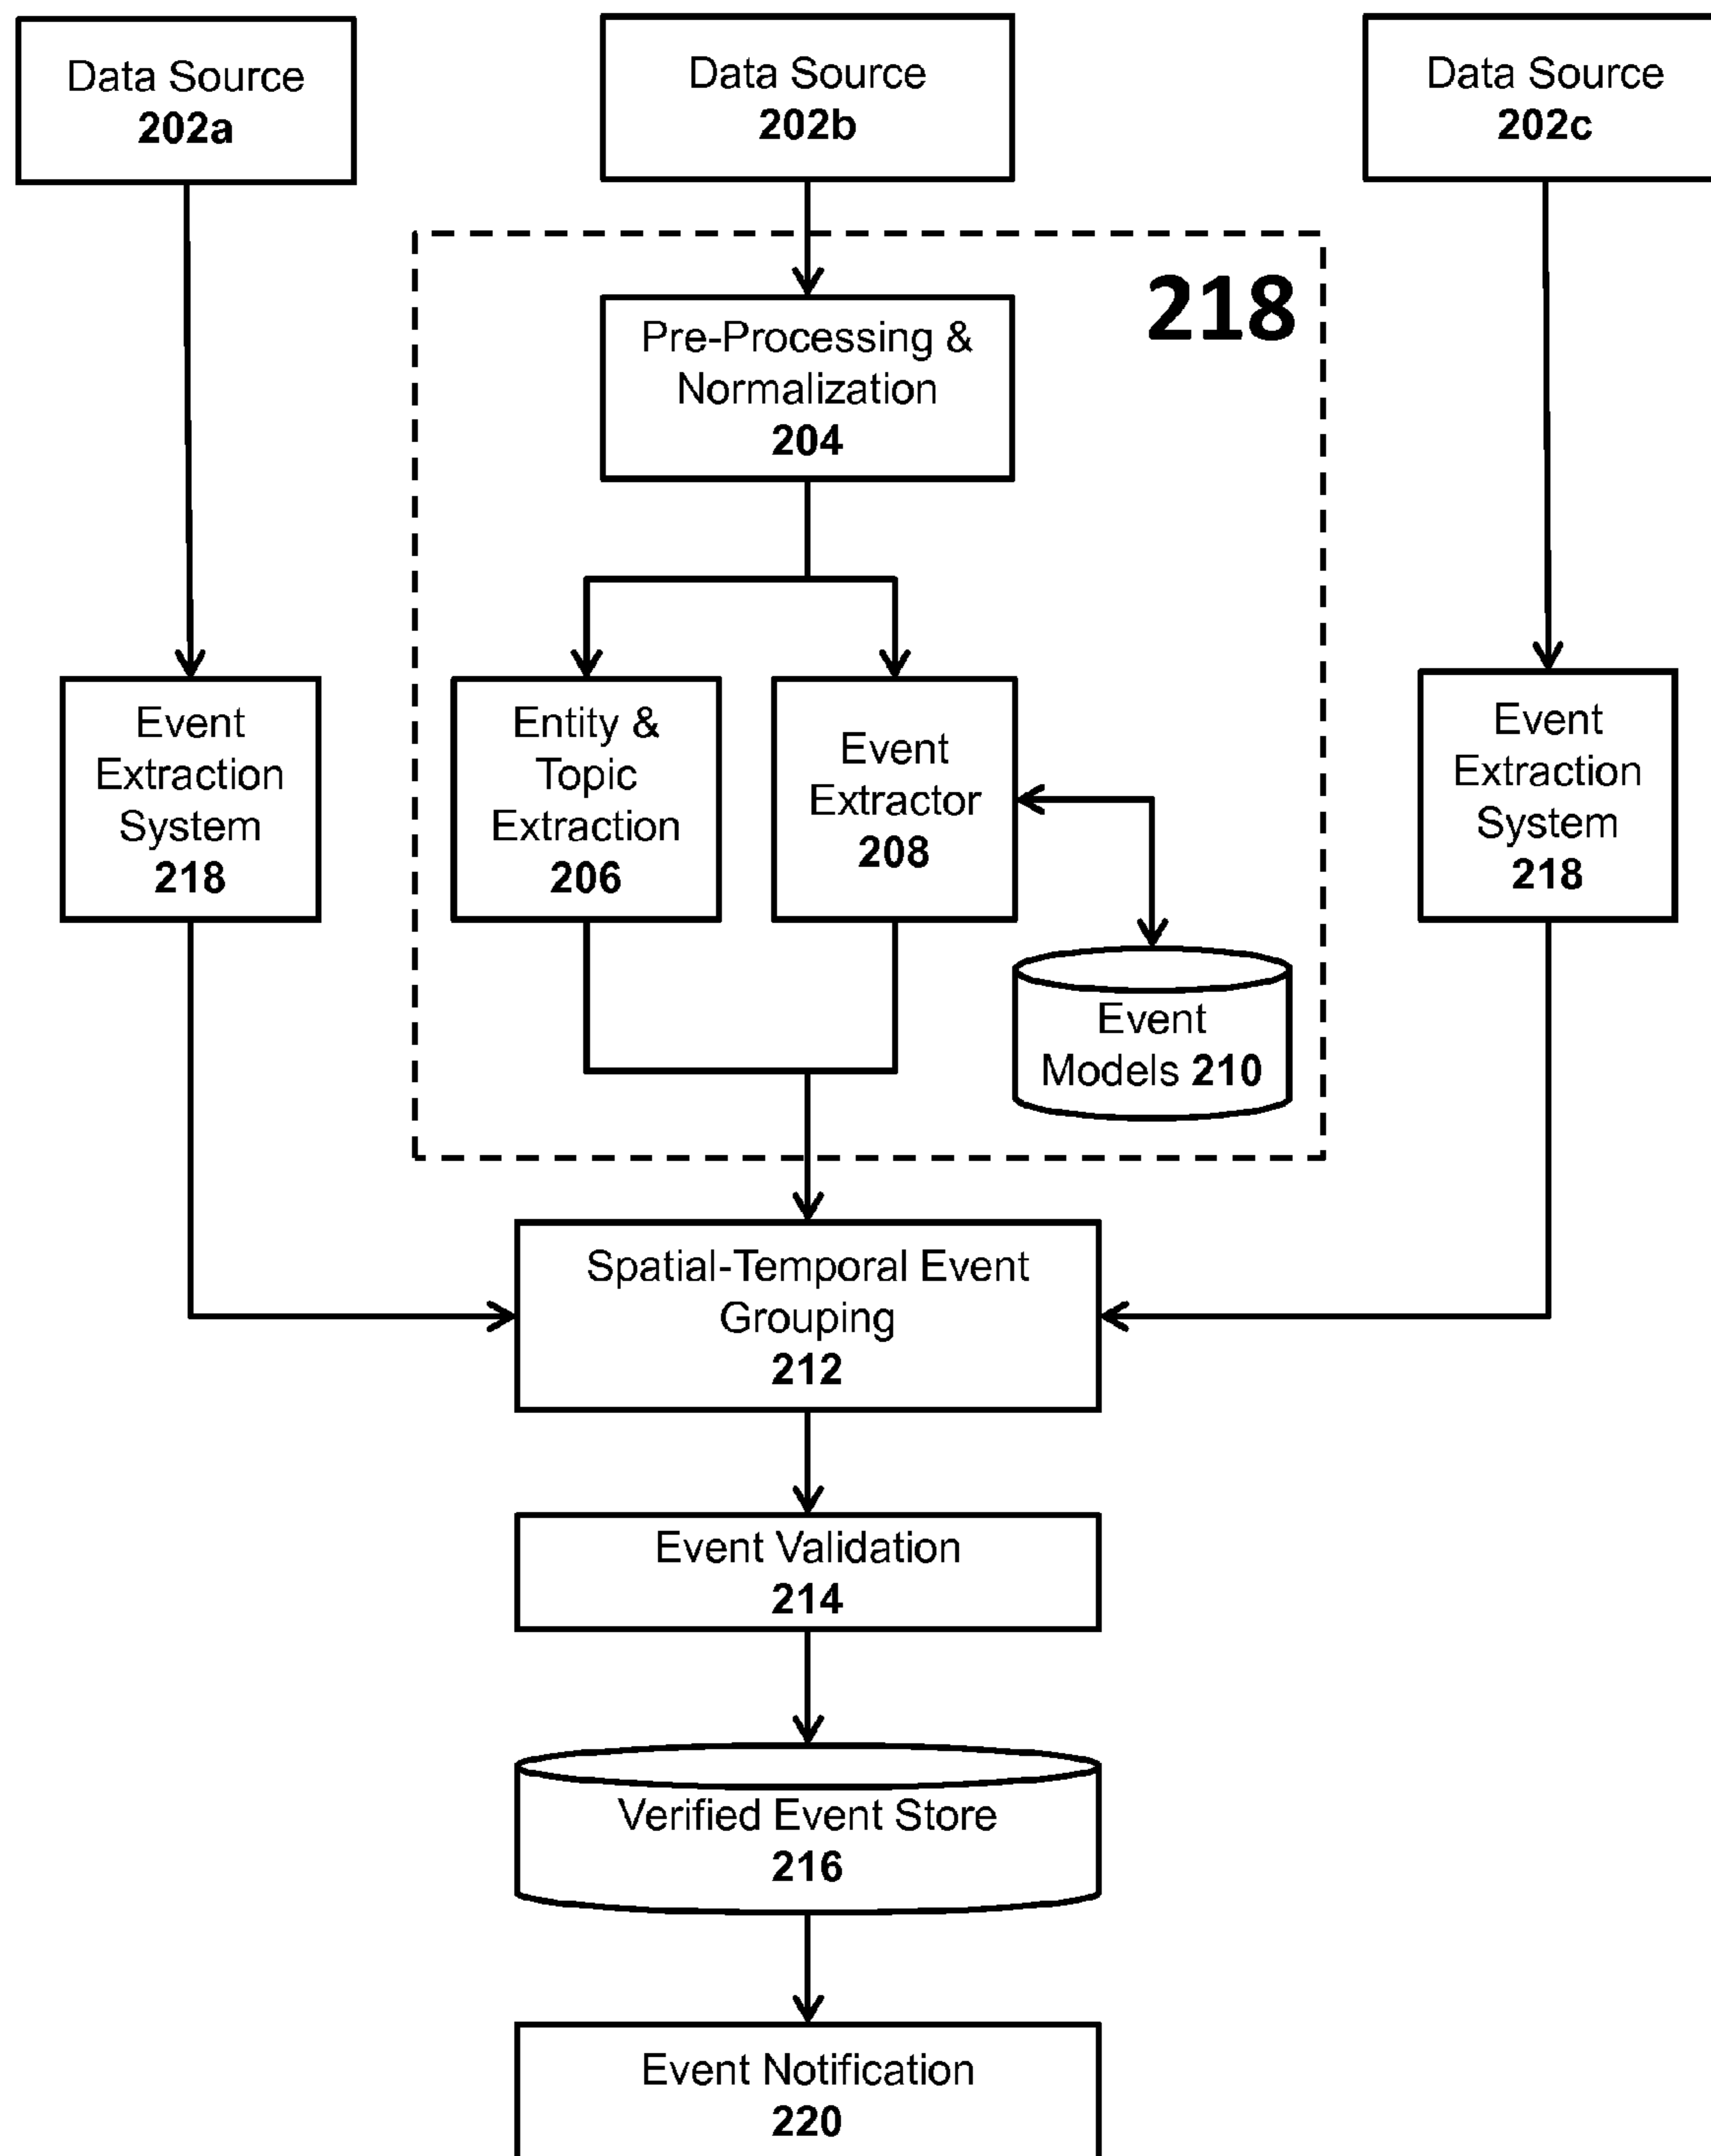 Data Source
202a
Data Source
202b
Data Source
202c
218
Pre-Processing &
Normalization
204
Event
Extraction
System
218
Entity &
Topic
Extraction
206
Event
Extractor
208
Event
Extraction
System
218
Event
Models 210
Spatial-Temporal Event
Grouping
212
Event Validation
214
Verified Event Store
216
Event Notification
220